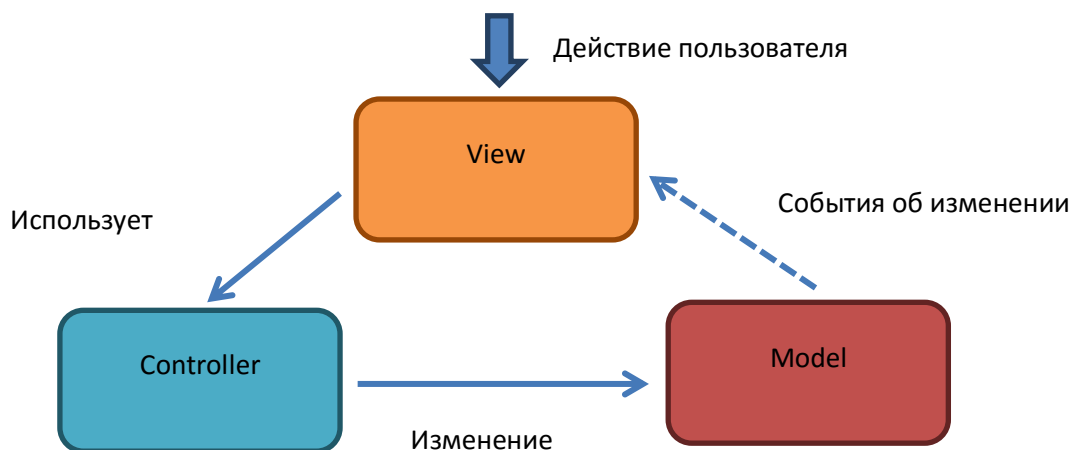 Действие пользователя
View
Использует
События об изменении
Controller
Model
Изменение